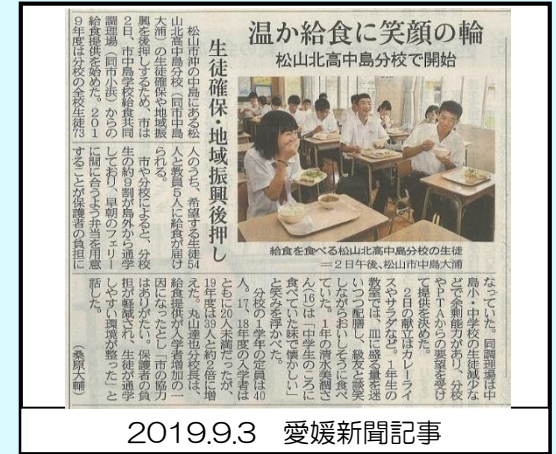 温か給食に笑顔の輪
松山北高中島分校で開始
生徒確保・地域振興後押し
松山市沖の中島にある松
山北高中島分校（同市中島
大浦）の生徒確保や地域振
興を後押しするため、市は
２日、市中島学校給食共同
調理場（同市小浜）からの
給食提供を始めた。２０１
９年度は分校の全校生徒73
人のうち、希望する生徒54
人と教員５人に給食が届け
られる。
市や分校によると、分校
生の約９割が島外から通学
しており、早朝のフェリー
に間に合うよう弁当を用意
することが保護者の負担に
給食を食べる松山北高中島分校の生徒
＝２日午後、松山市中島大浦
なっていた。同調理場は中
島小・中学校の生徒減少な
どで余剰能力があり、分校
やＰＴＡからの要望を受け
て提供を決めた。
２日の献立はカレーライ
スやサラダなど。１年生の
教室では、皿に盛る量を迷
いつつ配膳し、級友と談笑
しながらおいしそうに食べ
ていた。１年の清水美さ
ん(16)は「中学生のころに
食べていた味で懐かしい」
と笑みを浮かべた。
分校の１学年の定員は40
人。17、18年度の入学者は
ともに20人未満だったが、
19年度は39人と約２倍に増
えた。丸山達也分校長は、
給食提供が入学者増加の一
因になったとし「市の協力
はありがたい。保護者の負
担が軽減され、生徒が通学
しやすい環境が整った」と
話した。
（桑原大輔）
2019.9.3　愛媛新聞記事